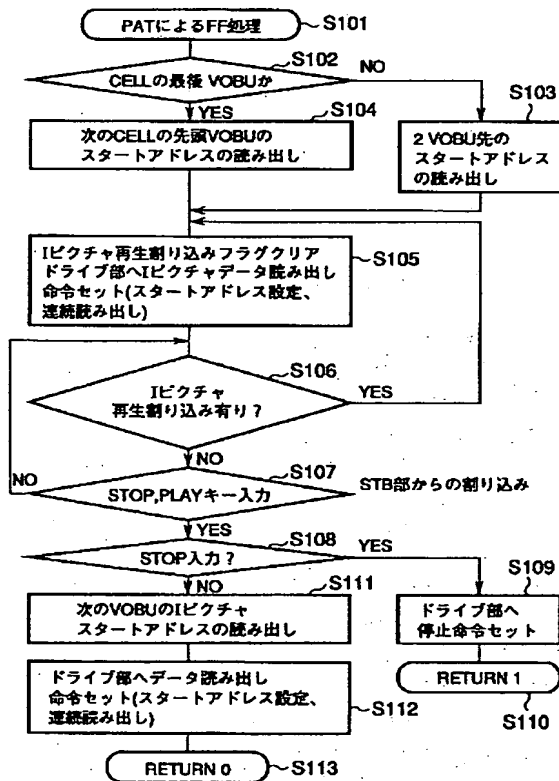 PATによるFF処理
S101
S102
CELLの最後 VOBUか
NO
YES
S104
S103
次のCELLの先頭VOBUの
スタートアドレスの読み出し
2 VOBU先の
スタートアドレス
の読み出し
Iピクチャ再生割り込みフラグクリア
ドライブ部へIピクチャデータ読み出し
命令セット(スタートアドレス設定、
連続読み出し)
S105
S106
Iピクチャ
再生割り込み有り?
YES
NO
S107
NO
STOP,PLAYキー入力
STB部からの割り込み
YES
S108
STOP入力?
YES
NO
S111
S109
次のVOBUのIピクチャ
スタートアドレスの読み出し
ドライブ部へ
停止命令セット
ドライブ部へデータ読み出し
命令セット(スタートアドレス設定、
連続読み出し)
S112
RETURN 1
S110
RETURN 0
S113